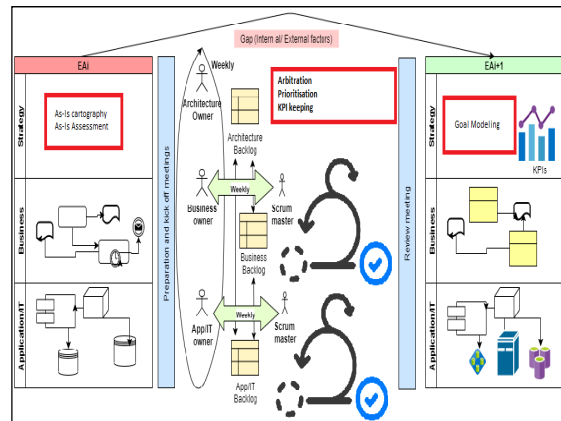 Gap (Intern al/ External factors)
EAi
Strategy
As-Is cartography
As-Is Assessment
Business
Application/IT
Preparation and kick off meetings
Weekly
Architecture
Owner
Architecture
Backlog
Arbitration
Prioritisation
KPI keeping
Weekly
Business
owner
Scrum
master
Business
Backlog
Weekly
App/IT
owner
Scrum
master
App/IT
Backlog
Review meeting
EAi+1
Strategy
Goal Modeling
KPIs
Business
Application/IT